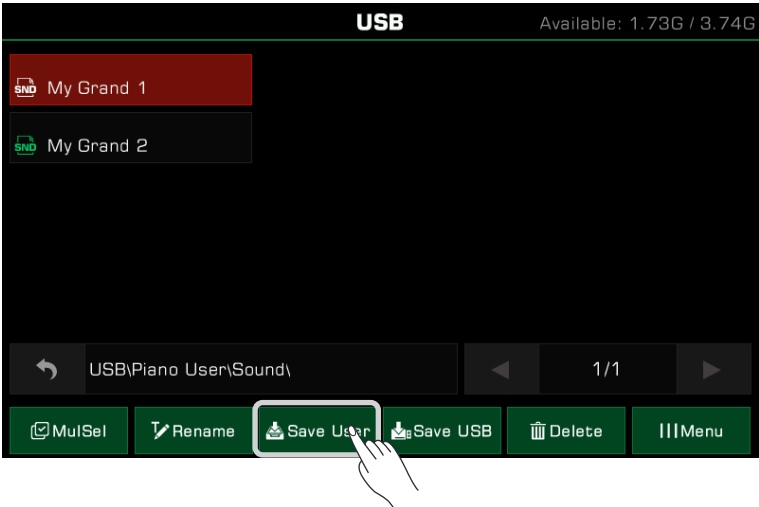 USB
Available: 1.73G / 3.74G
SND My Grand 1
SND My Grand 2
USB\Piano User\Sound\
1/1
MulSel Rename Save User Save USB Delete Menu